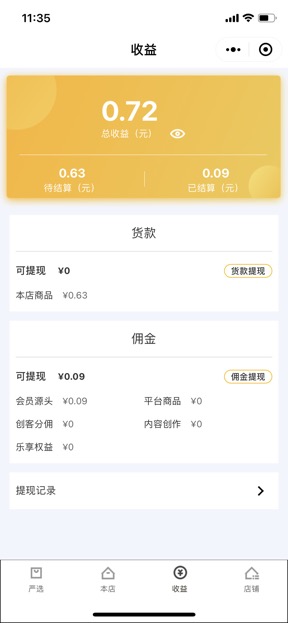 11:35
收益
0.72
总收益（元）
0.63 0.09
待结算（元） 已结算（元）
货款
可提现 ¥0 货款提现
本店商品 ¥0.63
佣金
可提现 ¥0.09 佣金提现
会员源头 ¥0.09 平台商品 ¥0
创客分佣 ¥0 内容创作 ¥0
乐享权益 ¥0
提现记录
严选 本店 收益 店铺